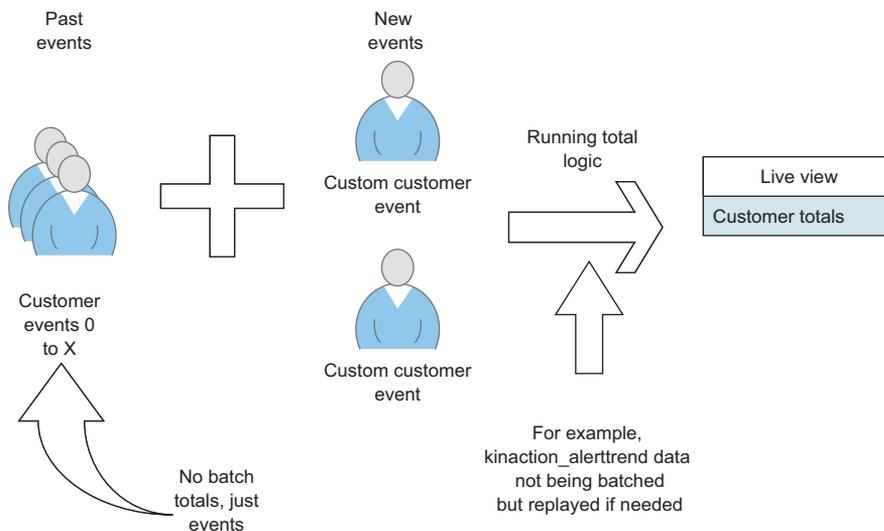 Past
events
New
events
Custom customer
event
Custom customer
event
Customer
events 0
to X
No batch
totals, just
events
Running total
logic
For example,
kinaction_alerttrend data
not being batched
but replayed if needed
Live view
Customer totals